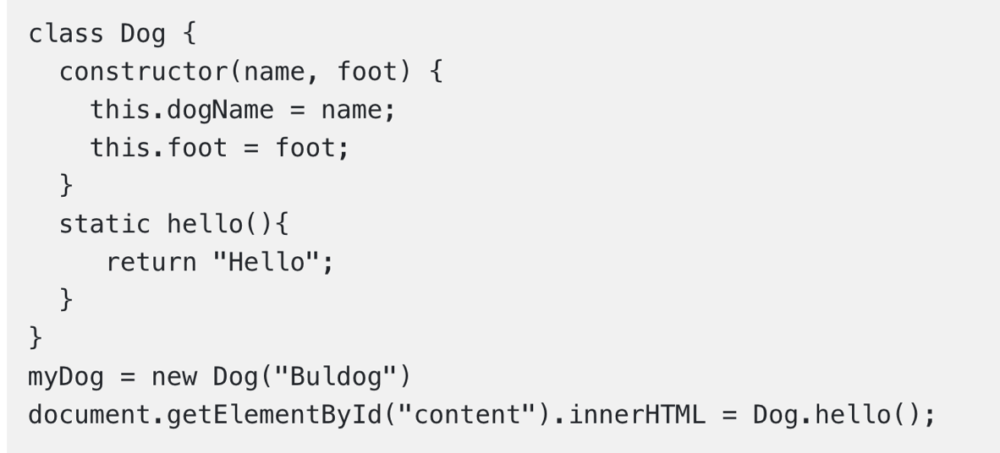 class Dog {
  constructor(name, foot) {
    this.dogName = name;
    this.foot = foot;
  }
  static hello(){
     return "Hello";
  }
}
myDog = new Dog("Buldog")
document.getElementById("content").innerHTML = Dog.hello();